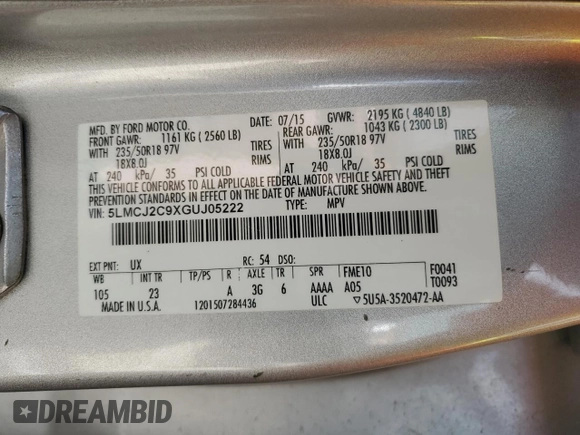 MFD. BY FORD MOTOR CO.
DATE: 07/15 GVWR: 2195 KG ( 4840 LB)
FRONT GAWR: 1161 KG ( 2560 LB)
REAR GAWR: 1043 KG ( 2300 LB)
WITH 235/50R18 97V TIRES
WITH 235/50R18 97V TIRES
18X8.0J RIMS
18X8.0J RIMS
AT 240 kPa/ 35 PSI COLD
AT 240 kPa/ 35 PSI COLD
THIS VEHICLE CONFORMS TO ALL APPLICABLE FEDERAL MOTOR VEHICLE SAFETY AND THEFT
PREVENTION STANDARDS IN EFFECT ON THE DATE OF MANUFACTURE SHOWN ABOVE.
VIN: 5LMCJ2C9XGUJ05222 TYPE: MPV
EXT PNT: UX RC: 54 DSO:
WB INT TR TP/PS R AXLE TR SPR FME10 F0041
105 23 A 3G 6 AAAA A05 T0093
MADE IN U.S.A. 1201507284436 ULC ▽5U5A-3520472-AA
DREAMBID